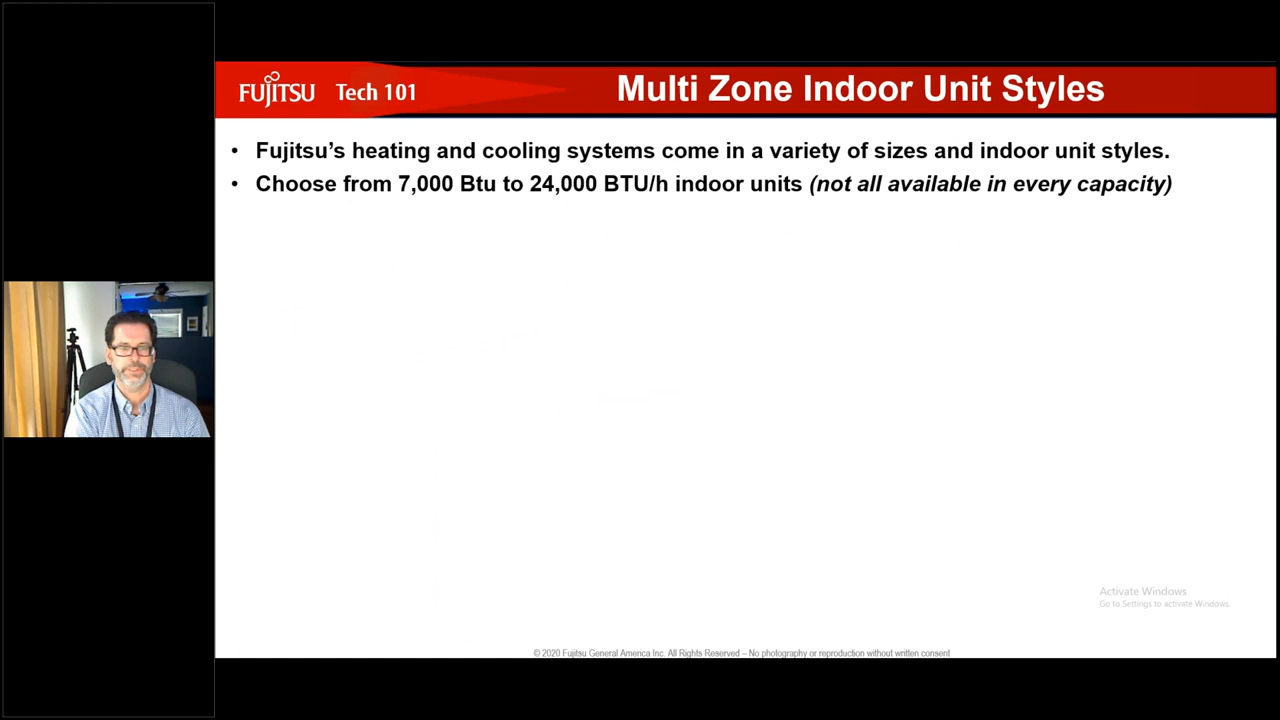 FUJITSU Tech 101
Multi Zone Indoor Unit Styles
• Fujitsu's heating and cooling systems come in a variety of sizes and indoor unit styles.
• Choose from 7,000 Btu to 24,000 BTU/h indoor units (not all available in every capacity)
Activate Windows
Go to Settings to activate Windows.
© 2020 Fujitsu General America Inc. All Rights Reserved – No photography or reproduction without written consent